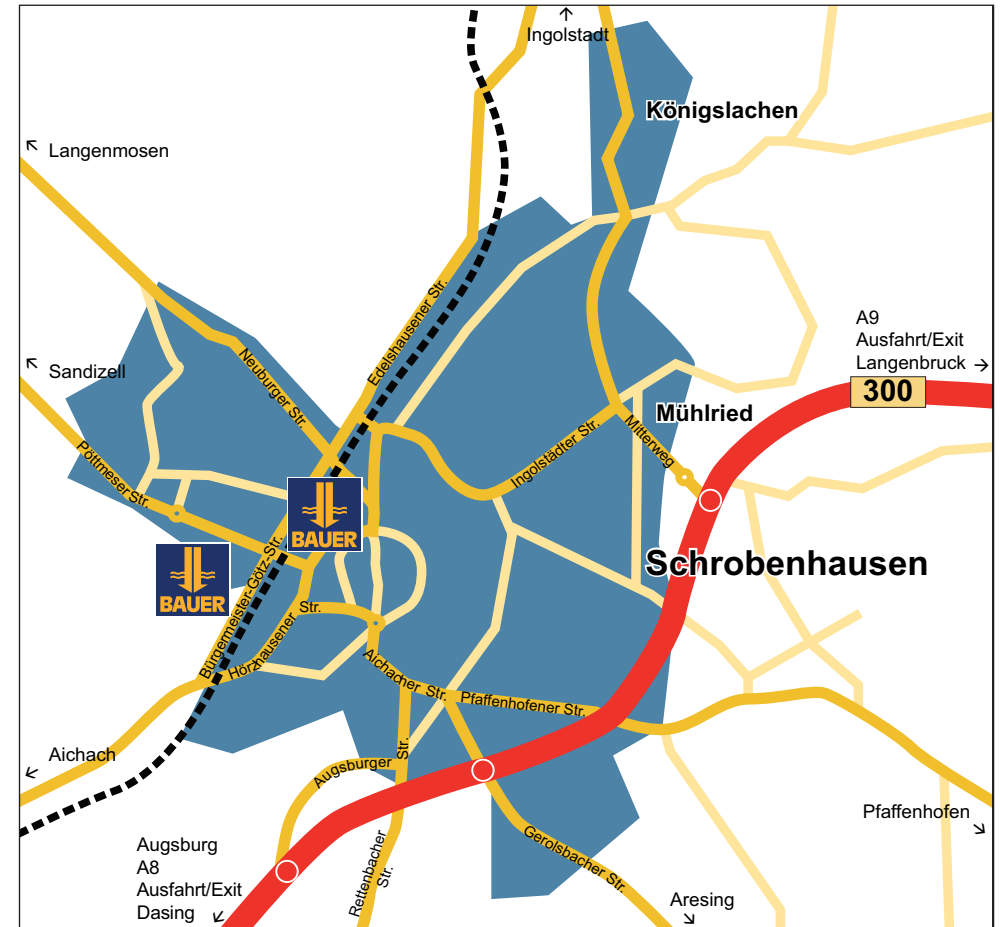 Ingolstadt
Königslachen
Langenmosen
Edelshausener Str.
A9
Ausfahrt/Exit
Langenbruck
300
Sandizell
Neuburger Str.
Mühlried
Mitterweg
Ingolstädter Str.
Pöttmeser Str.
BAUER
BAUER
Schrobenhausen
Bürgermeister-Götz-Str.
Hörzhausener Str.
Aichacher Str.
Pfaffenhofener Str.
Aichach
Augsburger Str.
Pfaffenhofen
Gerolsbacher Str.
Rettenbacher
Str.
Augsburg
A8
Ausfahrt/Exit
Dasing
Aresing